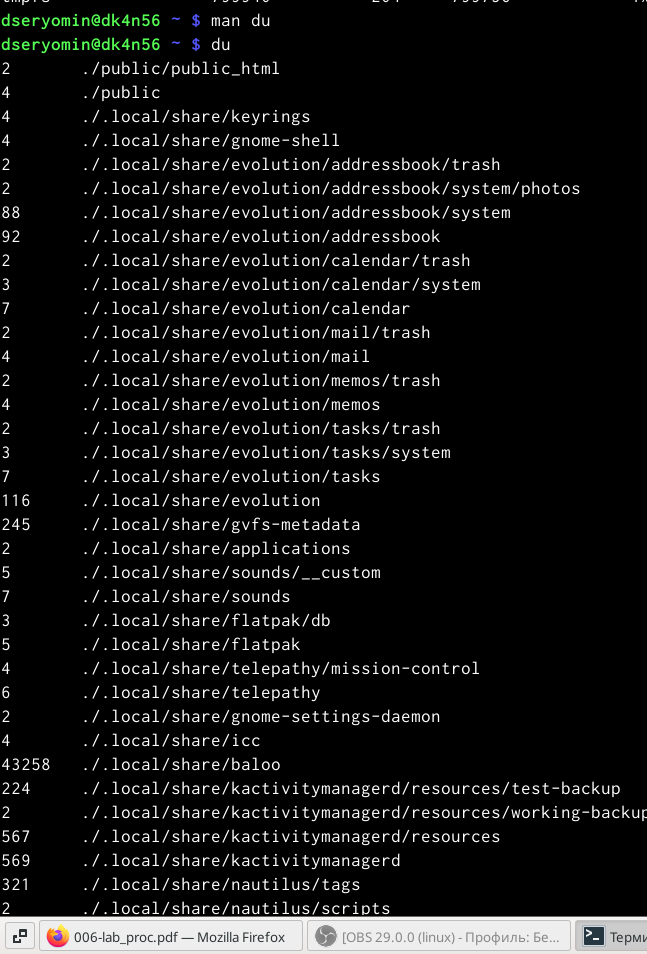 dseryomin@dk4n56 ~ $ man du
dseryomin@dk4n56 ~ $ du
2 ./public/public_html
4 ./public
4 ./.local/share/keyrings
4 ./.local/share/gnome-shell
2 ./.local/share/evolution/addressbook/trash
2 ./.local/share/evolution/addressbook/system/photos
88 ./.local/share/evolution/addressbook/system
92 ./.local/share/evolution/addressbook
2 ./.local/share/evolution/calendar/trash
3 ./.local/share/evolution/calendar/system
7 ./.local/share/evolution/calendar
2 ./.local/share/evolution/mail/trash
4 ./.local/share/evolution/mail
2 ./.local/share/evolution/memos/trash
4 ./.local/share/evolution/memos
2 ./.local/share/evolution/tasks/trash
3 ./.local/share/evolution/tasks/system
7 ./.local/share/evolution/tasks
116 ./.local/share/evolution
245 ./.local/share/gvfs-metadata
2 ./.local/share/applications
5 ./.local/share/sounds/__custom
7 ./.local/share/sounds
3 ./.local/share/flatpak/db
5 ./.local/share/flatpak
4 ./.local/share/telepathy/mission-control
6 ./.local/share/telepathy
2 ./.local/share/gnome-settings-daemon
4 ./.local/share/icc
43258 ./.local/share/baloo
224 ./.local/share/kactivitymanagerd/resources/test-backup
2 ./.local/share/kactivitymanagerd/resources/working-backup
567 ./.local/share/kactivitymanagerd/resources
569 ./.local/share/kactivitymanagerd
321 ./.local/share/nautilus/tags
2 ./.local/share/nautilus/scripts
006-lab_proc.pdf — Mozilla Firefox
[OBS 29.0.0 (linux) - Профиль: Бе...
Терми